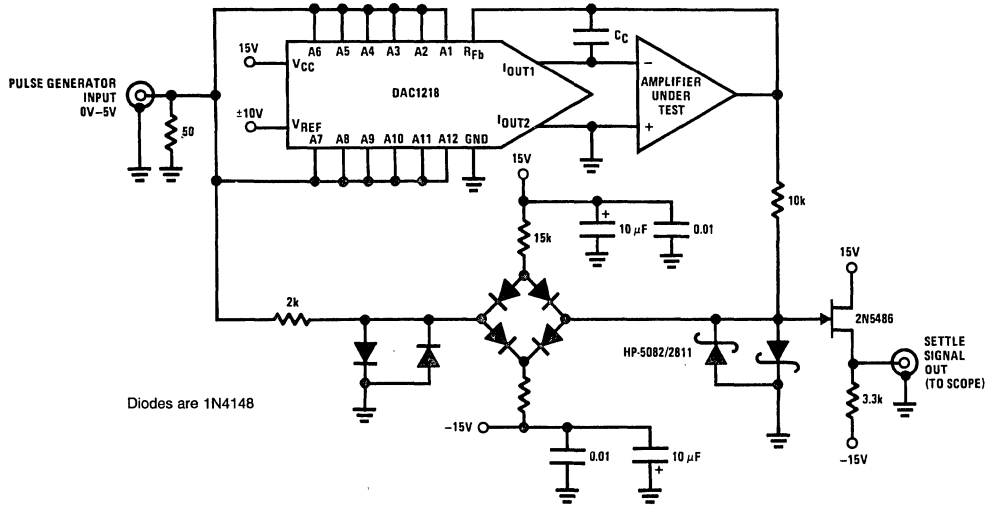 A6 A5 A4 A3 A2 A1 RFb
CC
15V
VCC
IOUT1
−
PULSE GENERATOR
INPUT
0V–5V
DAC1218
AMPLIFIER
UNDER
TEST
±10V
VREF
IOUT2
+
50
A7 A8 A9 A10 A11 A12 GND
15V
10k
+
10 µF
0.01
15k
15V
2k
2N5486
HP-5082/2811
SETTLE
SIGNAL
OUT
(TO SCOPE)
Diodes are 1N4148
3.3k
−15V
0.01
10 µF
+
−15V